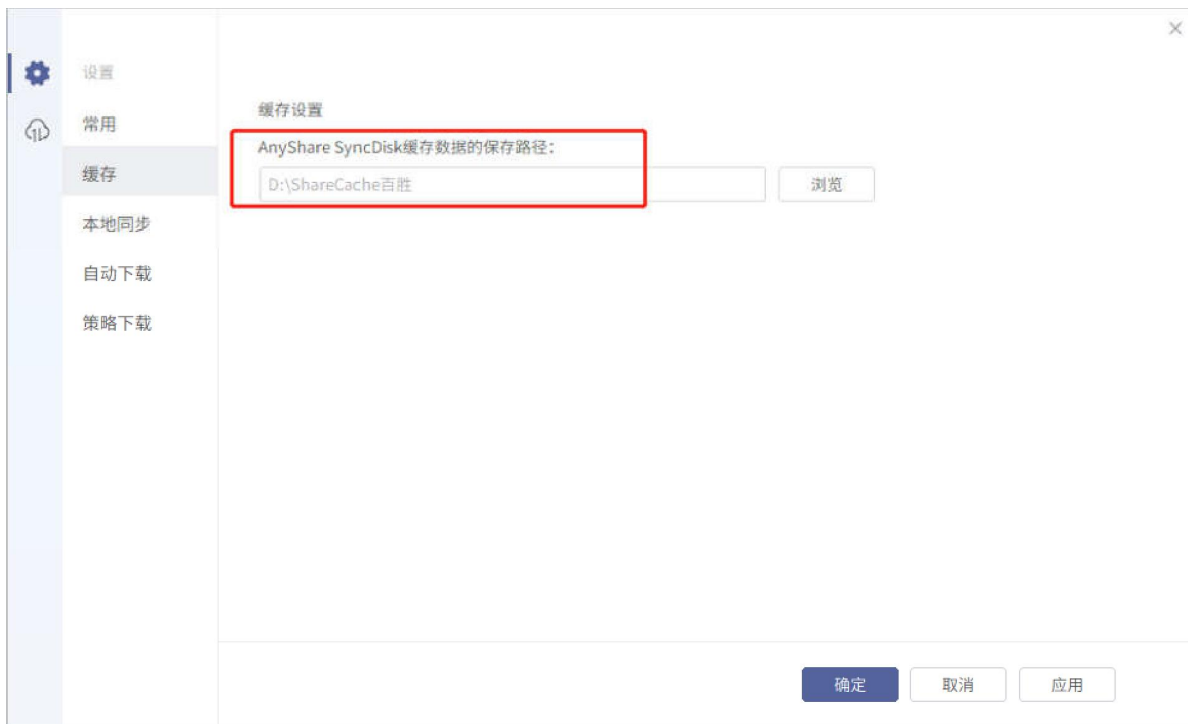 设置
常用
缓存
本地同步
自动下载
策略下载
缓存设置
AnyShare SyncDisk缓存数据的保存路径:
D:\ShareCache百胜
浏览
确定
取消
应用